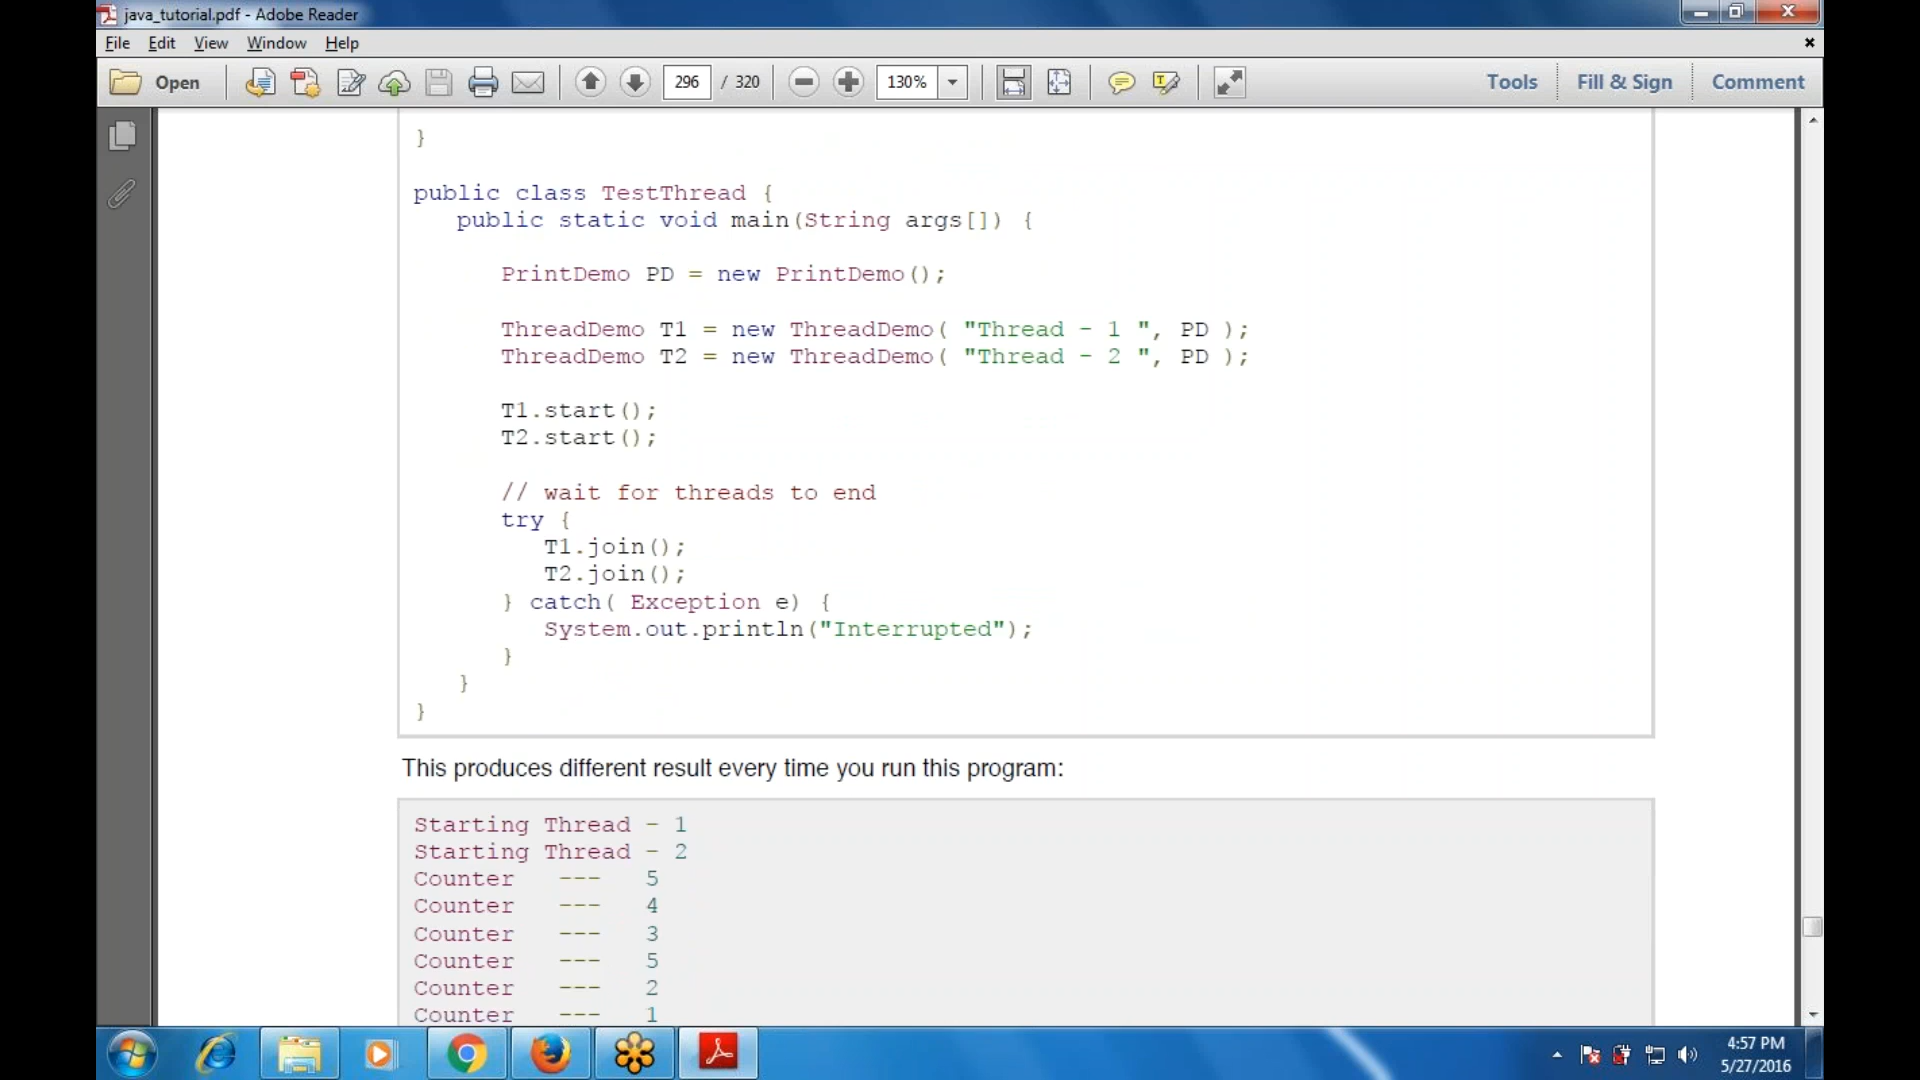 java_tutorial.pdf - Adobe Reader
File Edit View Window Help
Open 296 / 320 130% Tools Fill & Sign Comment
}
public class TestThread {
public static void main(String args[]) {
PrintDemo PD = new PrintDemo();
ThreadDemo T1 = new ThreadDemo( "Thread - 1 ", PD );
ThreadDemo T2 = new ThreadDemo( "Thread - 2 ", PD );
T1.start();
T2.start();
// wait for threads to end
try {
T1.join();
T2.join();
} catch( Exception e) {
System.out.println("Interrupted");
}
}
}
This produces different result every time you run this program:
Starting Thread - 1
Starting Thread - 2
Counter --- 5
Counter --- 4
Counter --- 3
Counter --- 5
Counter --- 2
Counter --- 1
4:57 PM
5/27/2016